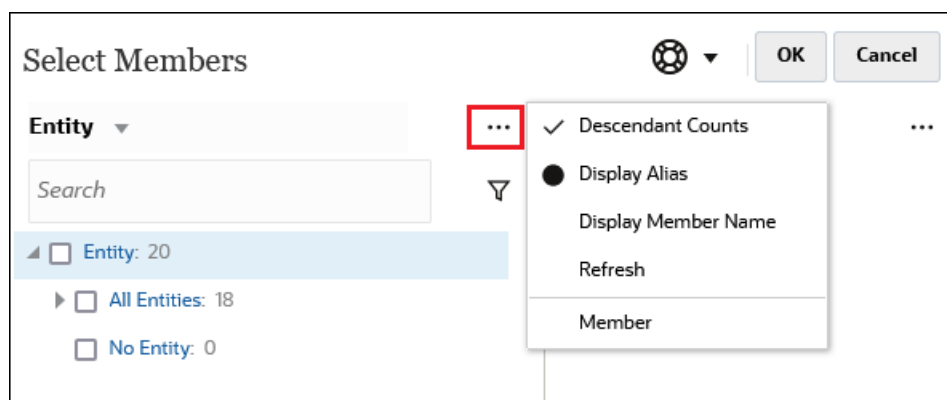 Select Members
OK
Cancel
Entity
Search
Entity: 20
All Entities: 18
No Entity: 0
Descendant Counts
Display Alias
Display Member Name
Refresh
Member